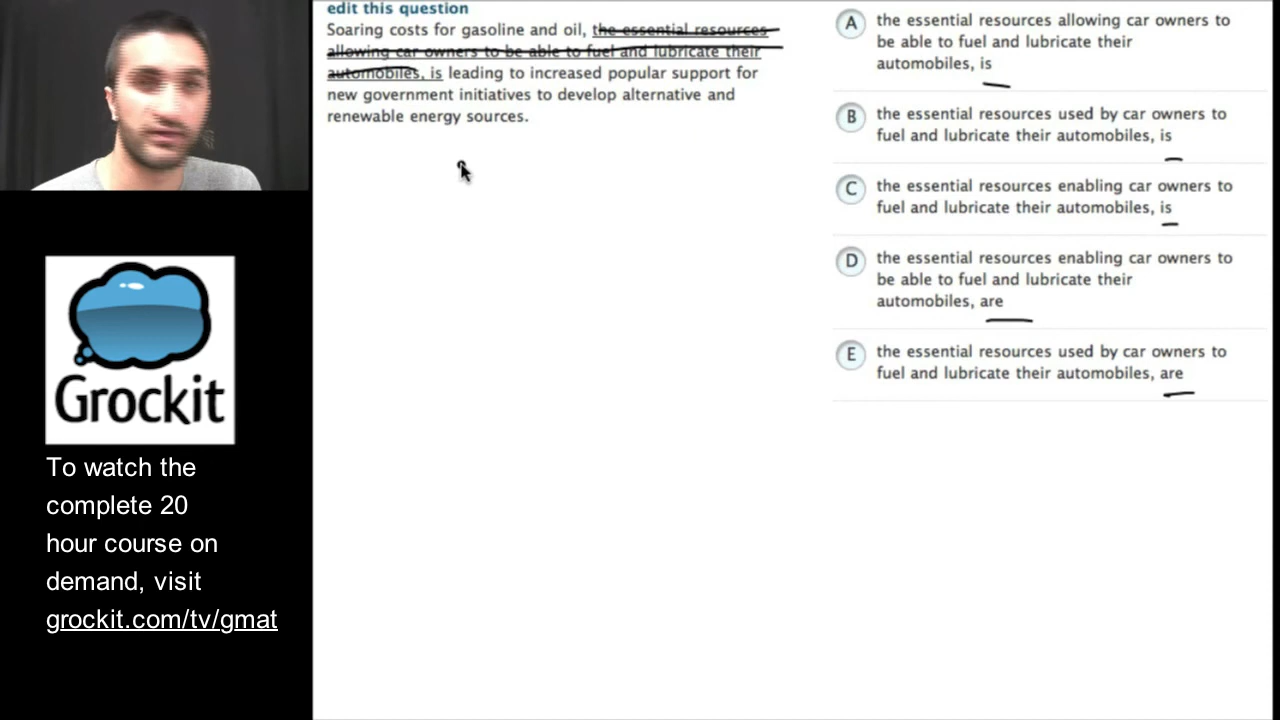 edit this question
Soaring costs for gasoline and oil, the essential resources
allowing car owners to be able to fuel and lubricate their
automobiles, is leading to increased popular support for
new government initiatives to develop alternative and
renewable energy sources.
A the essential resources allowing car owners to
be able to fuel and lubricate their
automobiles, is
B the essential resources used by car owners to
fuel and lubricate their automobiles, is
C the essential resources enabling car owners to
fuel and lubricate their automobiles, is
D the essential resources enabling car owners to
be able to fuel and lubricate their
automobiles, are
E the essential resources used by car owners to
fuel and lubricate their automobiles, are
Grockit
To watch the
complete 20
hour course on
demand, visit
grockit.com/tv/gmat